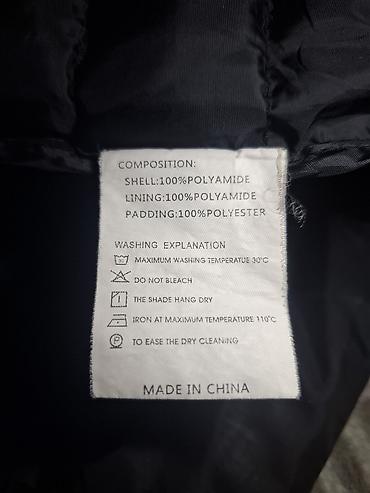 COMPOSITION:
SHELL:100%POLYAMIDE
LINING:100%POLYAMIDE
PADDING:100%POLYESTER
WASHING EXPLANATION
30 MAXIMUM WASHING TEMPERATUE 30°C
DO NOT BLEACH
THE SHADE HANG DRY
IRON AT MAXIMUM TEMPERATURE 110°C
P TO EASE THE DRY CLEANING
MADE IN CHINA